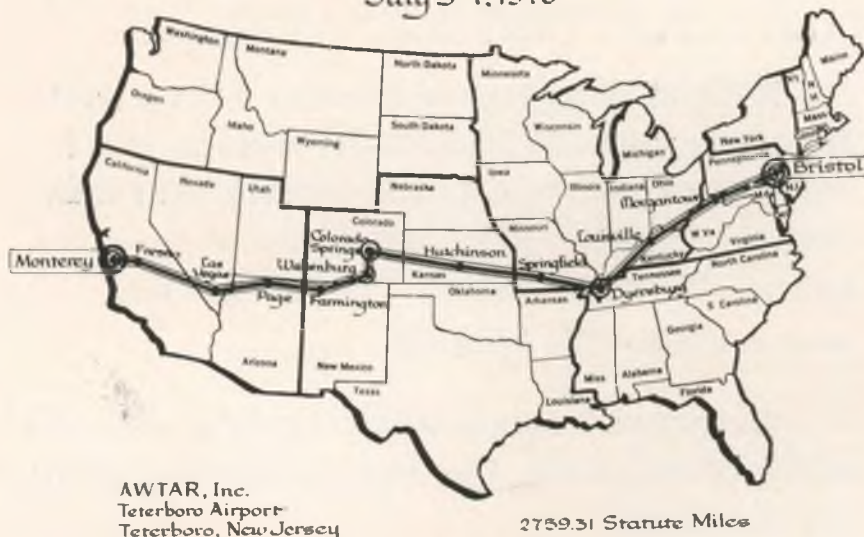 Washington
Montana
North Dakota
Minnesota
Maine
Oregon
Idaho
South Dakota
Wisconsin
Michigan
New York
Mass
Wyoming
Pennsylvania
Bristol
California
Nevada
Utah
Nebraska
Iowa
Illinois
Indiana
Ohio
Morgantown
N.J.
Colorado
Missouri
W Va
Virginia
Colorado
Springs
Louisville
Monterey
Fresno
Las
Vegas
Hutchinson
Springfield
Kentucky
Kansas
Tennessee
North Carolina
Page
Farmington
Oklahoma
Arkansas
Dyersburg
S Carolina
Georgia
Arizona
New Mexico
Texas
Miss
Alabama
Louisiana
Florida
AWTAR, Inc.
Teterboro Airport
Teterboro, New Jersey
2759.31 Statute Miles